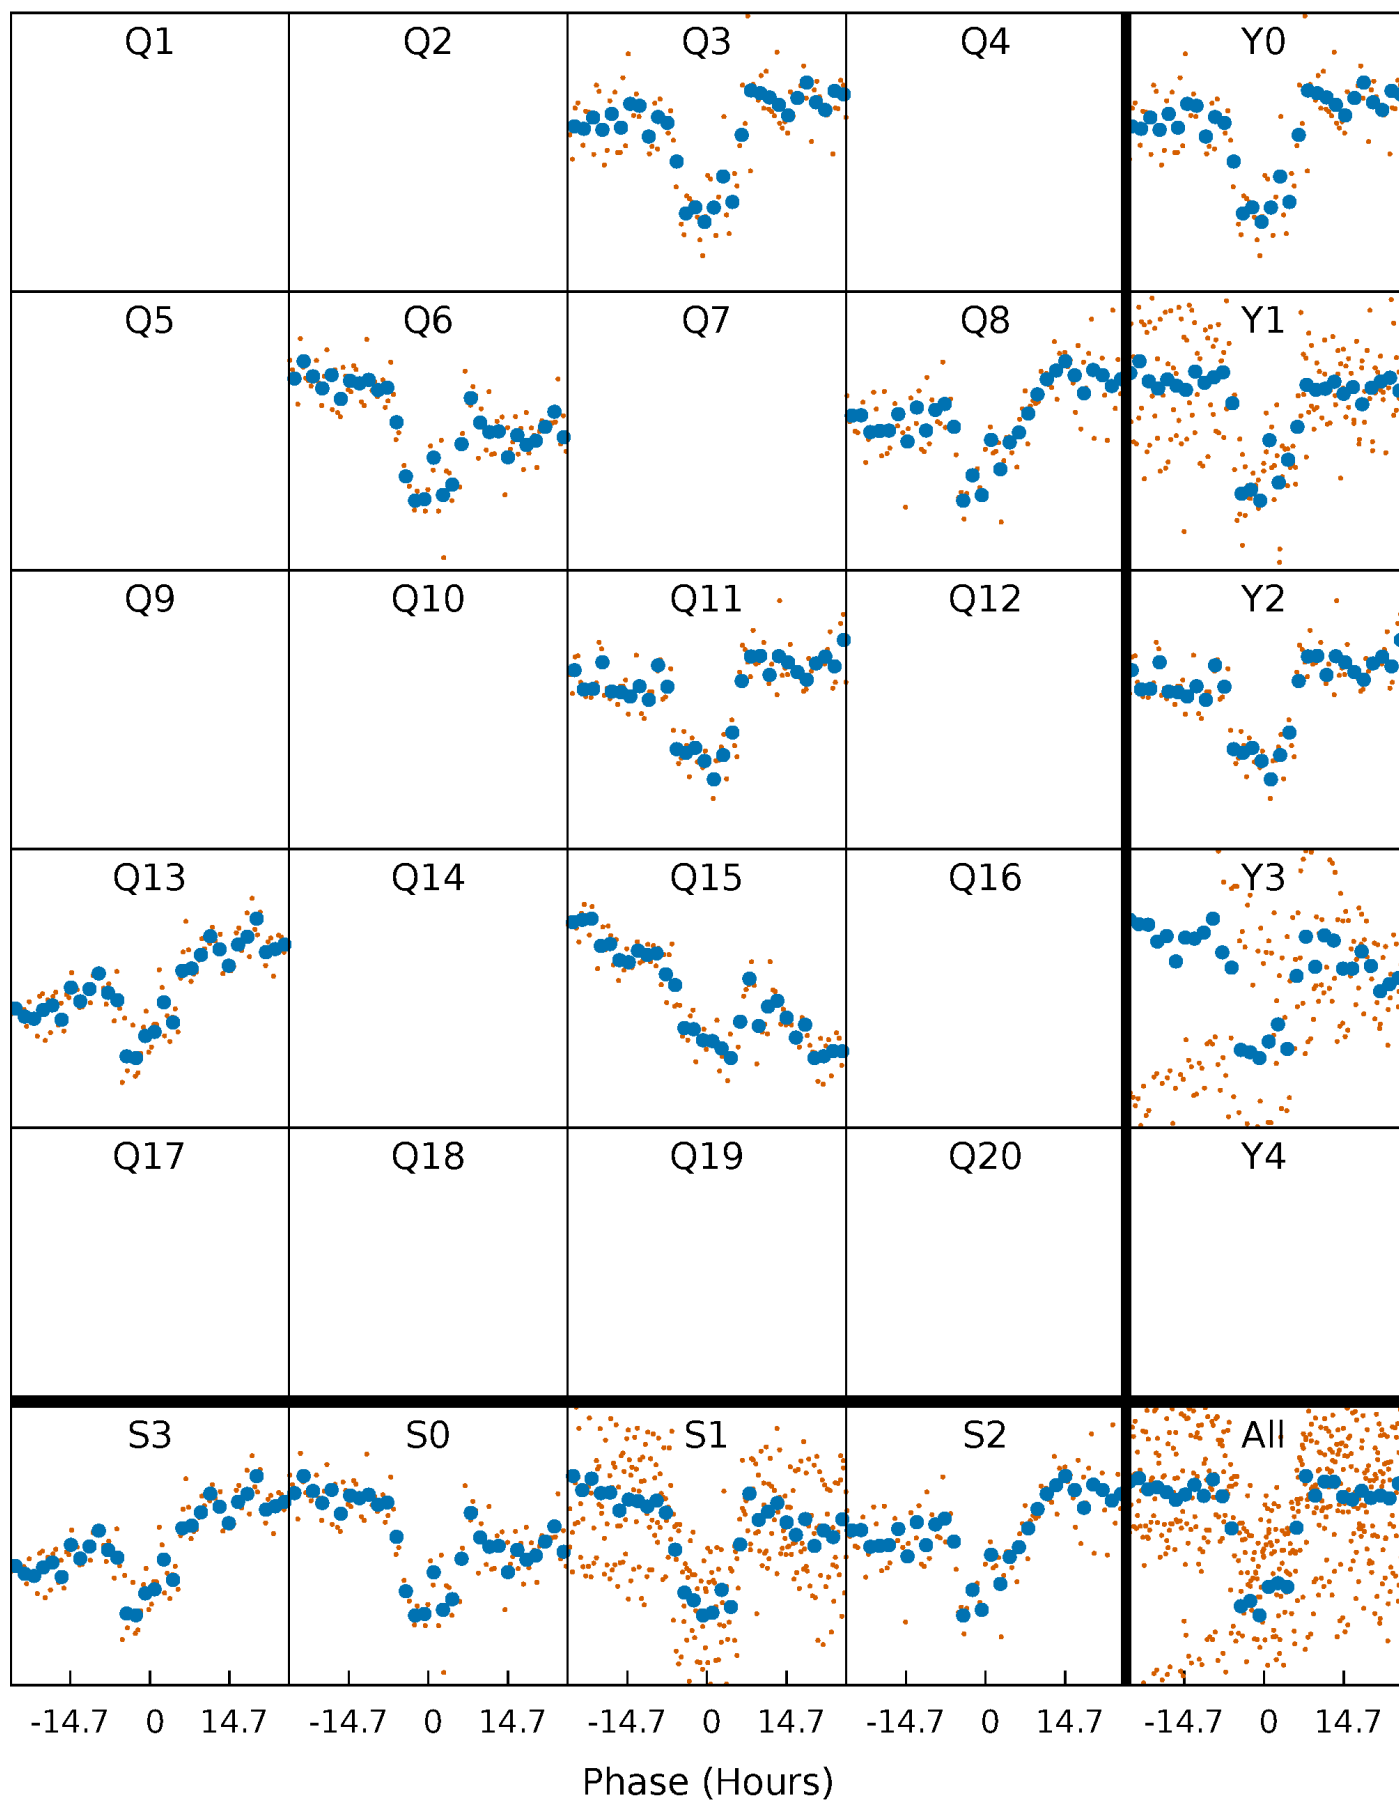 Q1 Q2 Q3 Q4 Y0
Q5 Q6 Q7 Q8 Y1
Q9 Q10 Q11 Q12 Y2
Q13 Q14 Q15 Q16 Y3
Q17 Q18 Q19 Q20 Y4
S3 S0 S1 S2 All
-14.7 0 14.7 -14.7 0 14.7 -14.7 0 14.7 -14.7 0 14.7 -14.7 0 14.7
Phase (Hours)